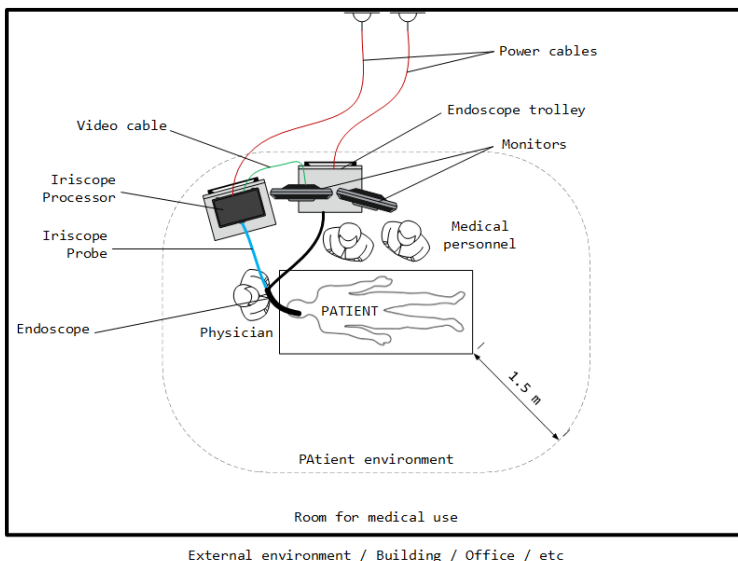 Power cables
Endoscope trolley
Video cable
Monitors
Iriscope
Processor
Medical
personnel
Iriscope
Probe
PATIENT
Endoscope
Physician
1.5 m
PAtient environment
Room for medical use
External environment / Building / Office / etc